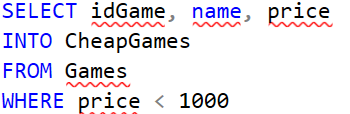 SELECT idGame, name, price
INTO CheapGames
FROM Games
WHERE price < 1000